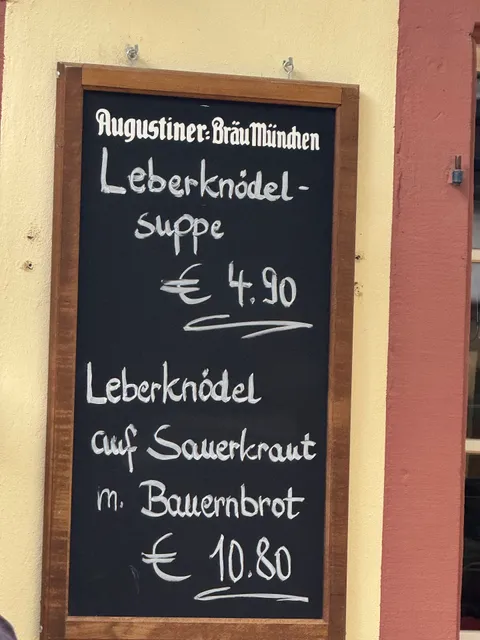 Augustiner=Bräu München
Leberknödel-
suppe
€ 4.90
Leberknödel
auf Sauerkraut
m. Bauernbrot
€ 10.80